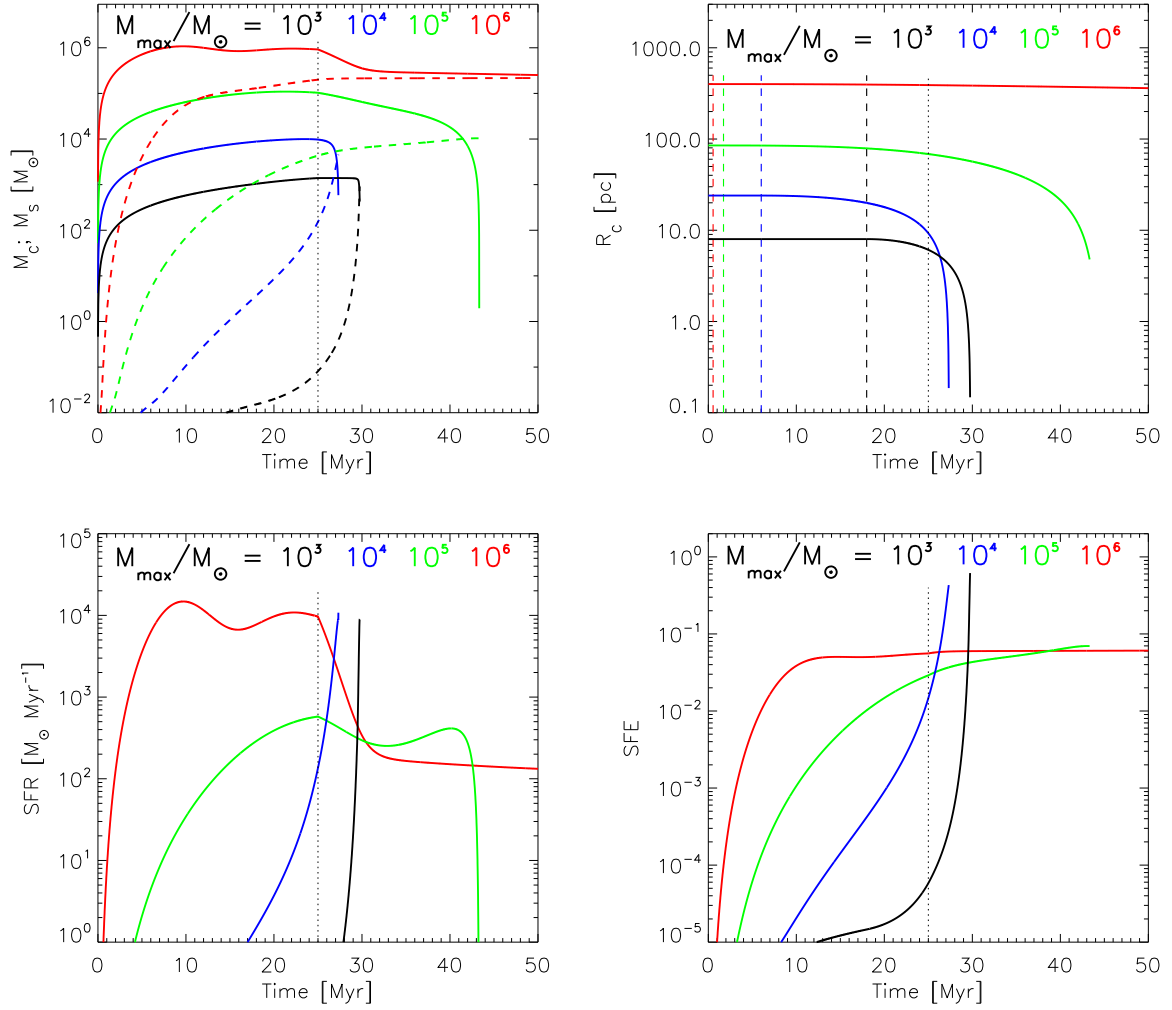 M_max/M_⊙ = 10³ 10⁴ 10⁵ 10⁶
10⁶
10⁴
10²
10⁰
10⁻²
M_c; M_s [M_⊙]
0 10 20 30 40 50
Time [Myr]
M_max/M_⊙ = 10³ 10⁴ 10⁵ 10⁶
1000.0
100.0
10.0
1.0
0.1
R_c [pc]
0 10 20 30 40 50
Time [Myr]
M_max/M_⊙ = 10³ 10⁴ 10⁵ 10⁶
10⁵
10⁴
10³
10²
10¹
10⁰
SFR [M_⊙ Myr⁻¹]
0 10 20 30 40 50
Time [Myr]
M_max/M_⊙ = 10³ 10⁴ 10⁵ 10⁶
10⁰
10⁻¹
10⁻²
10⁻³
10⁻⁴
10⁻⁵
SFE
0 10 20 30 40 50
Time [Myr]